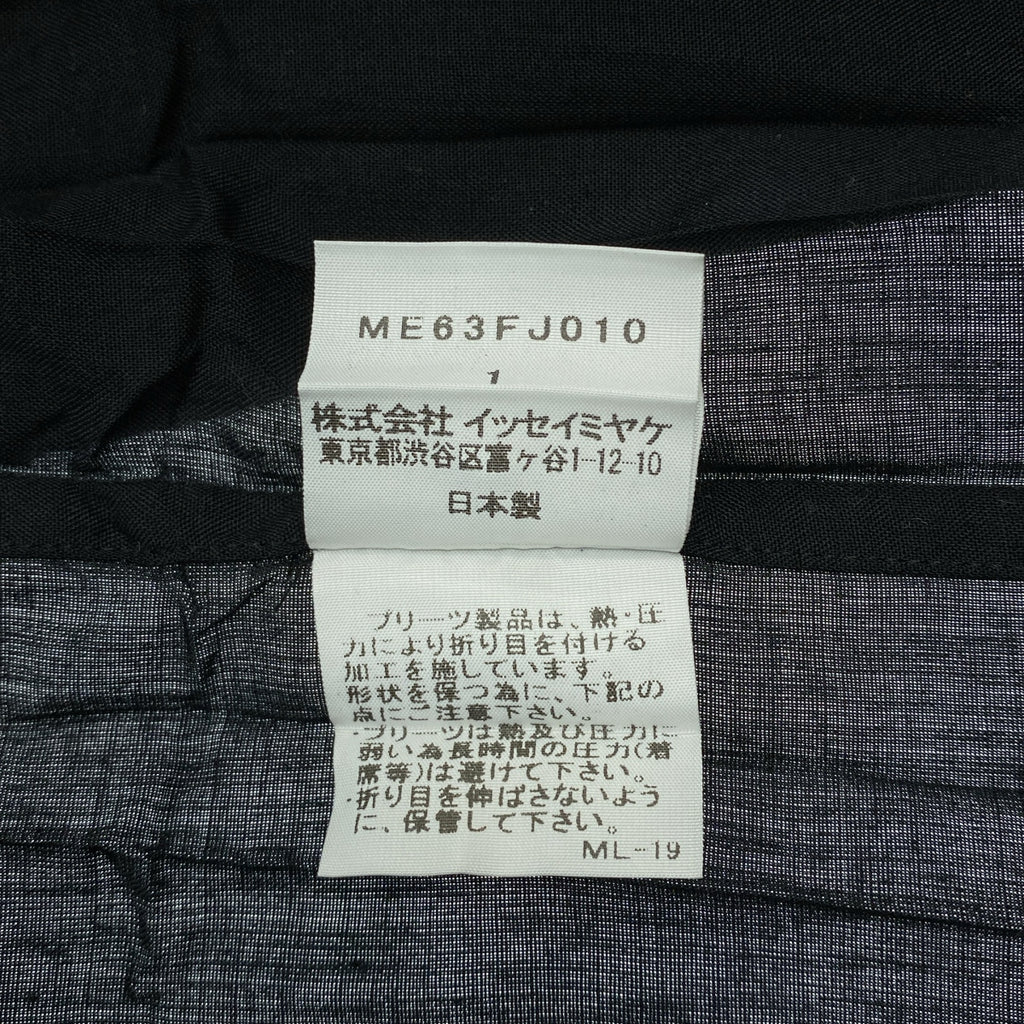 ME63FJ010
1
株式会社 イッセイミヤケ
東京都渋谷区富ヶ谷1-12-10
日本製
プリーツ製品は、熱・圧
力により折り目を付ける
加工を施しています。
形状を保つ為に、下記の
点にご注意下さい。
・プリーツは熱及び圧力に
弱い為長時間の圧力(着
席等)は避けて下さい。
・折り目を伸ばさないよう
に、保管して下さい。
ML-19